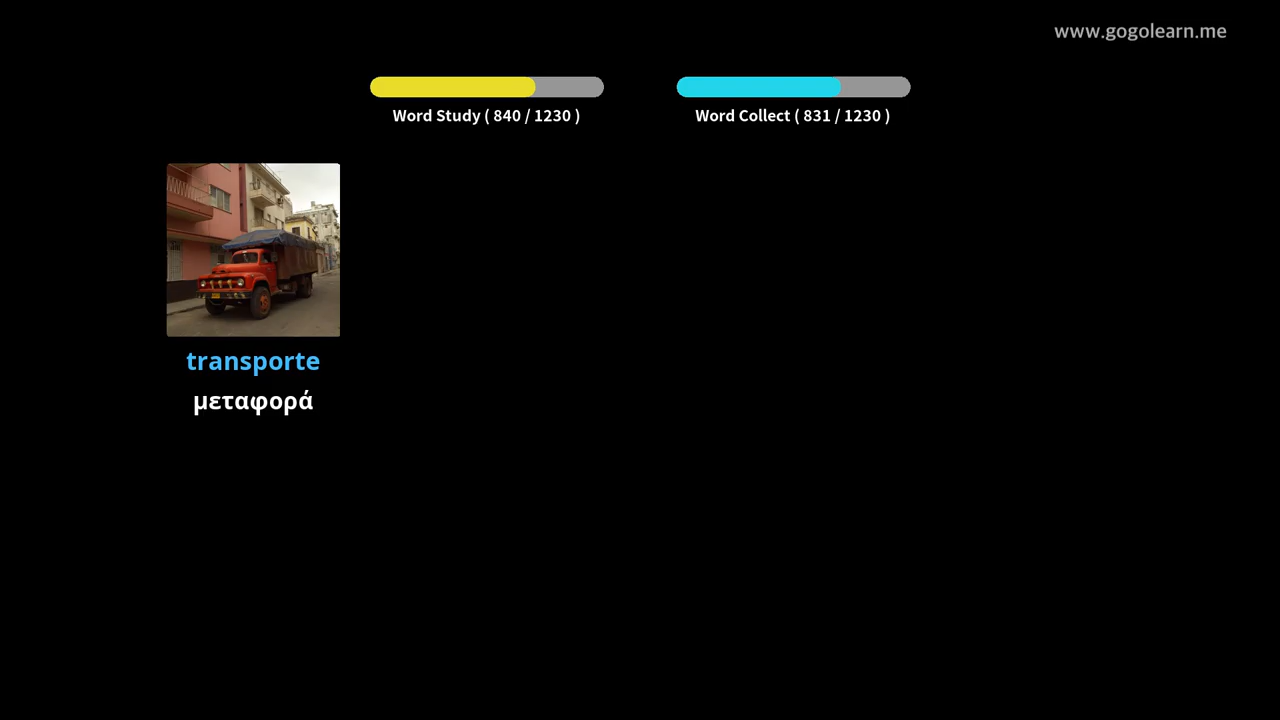 www.gogolearn.me
Word Study ( 840 / 1230 )
Word Collect ( 831 / 1230 )
transporte
μεταφορά